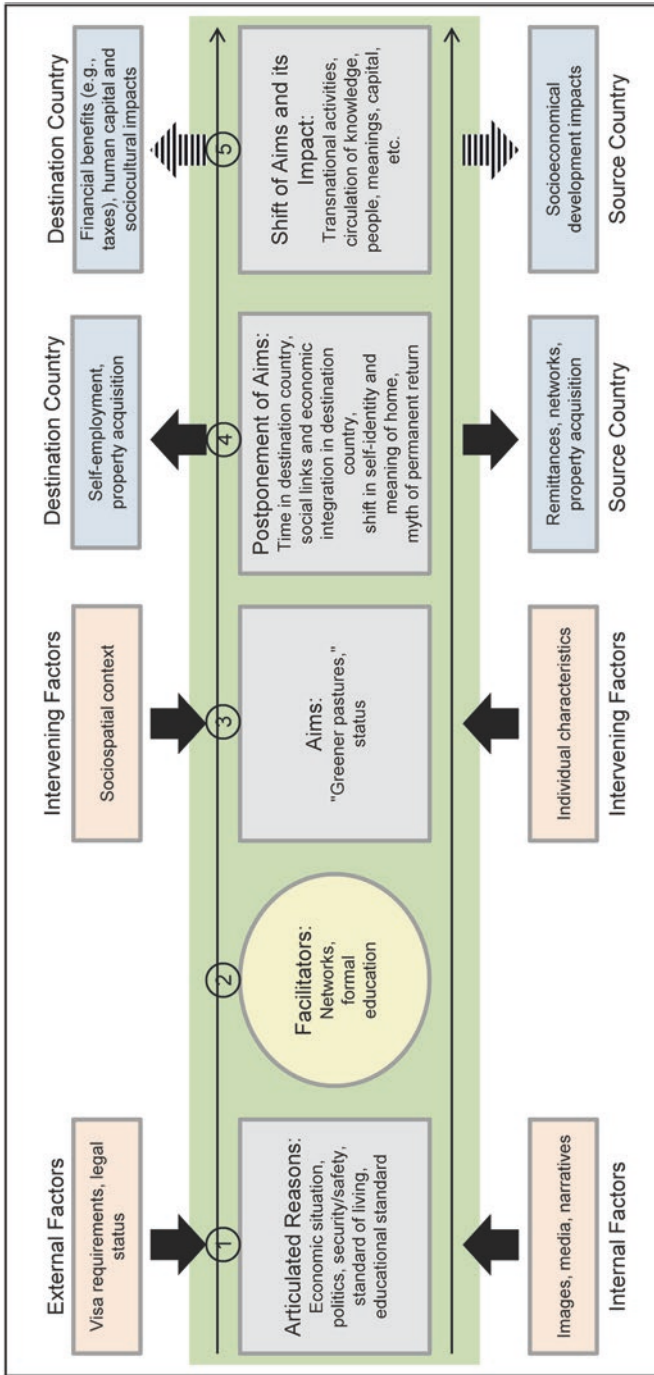 External Factors
Visa requirements, legal
status
1
Articulated Reasons:
Economic situation,
politics, security/safety,
standard of living,
educational standard
Images, media, narratives
Internal Factors
2
Facilitators:
Networks,
formal
education
Intervening Factors
Sociospatial context
3
Aims:
"Greener pastures,"
status
Individual characteristics
Intervening Factors
Destination Country
Self-employment,
property acquisition
4
Postponement of Aims:
Time in destination country,
social links and economic
integration in destination
country,
shift in self-identity and
meaning of home,
myth of permanent return
Remittances, networks,
property acquisition
Source Country
Destination Country
Financial benefits (e.g.,
taxes), human capital and
sociocultural impacts
5
Shift of Aims and its
Impact:
Transnational activities,
circulation of knowledge,
people, meanings, capital,
etc.
Socioeconomical
development impacts
Source Country